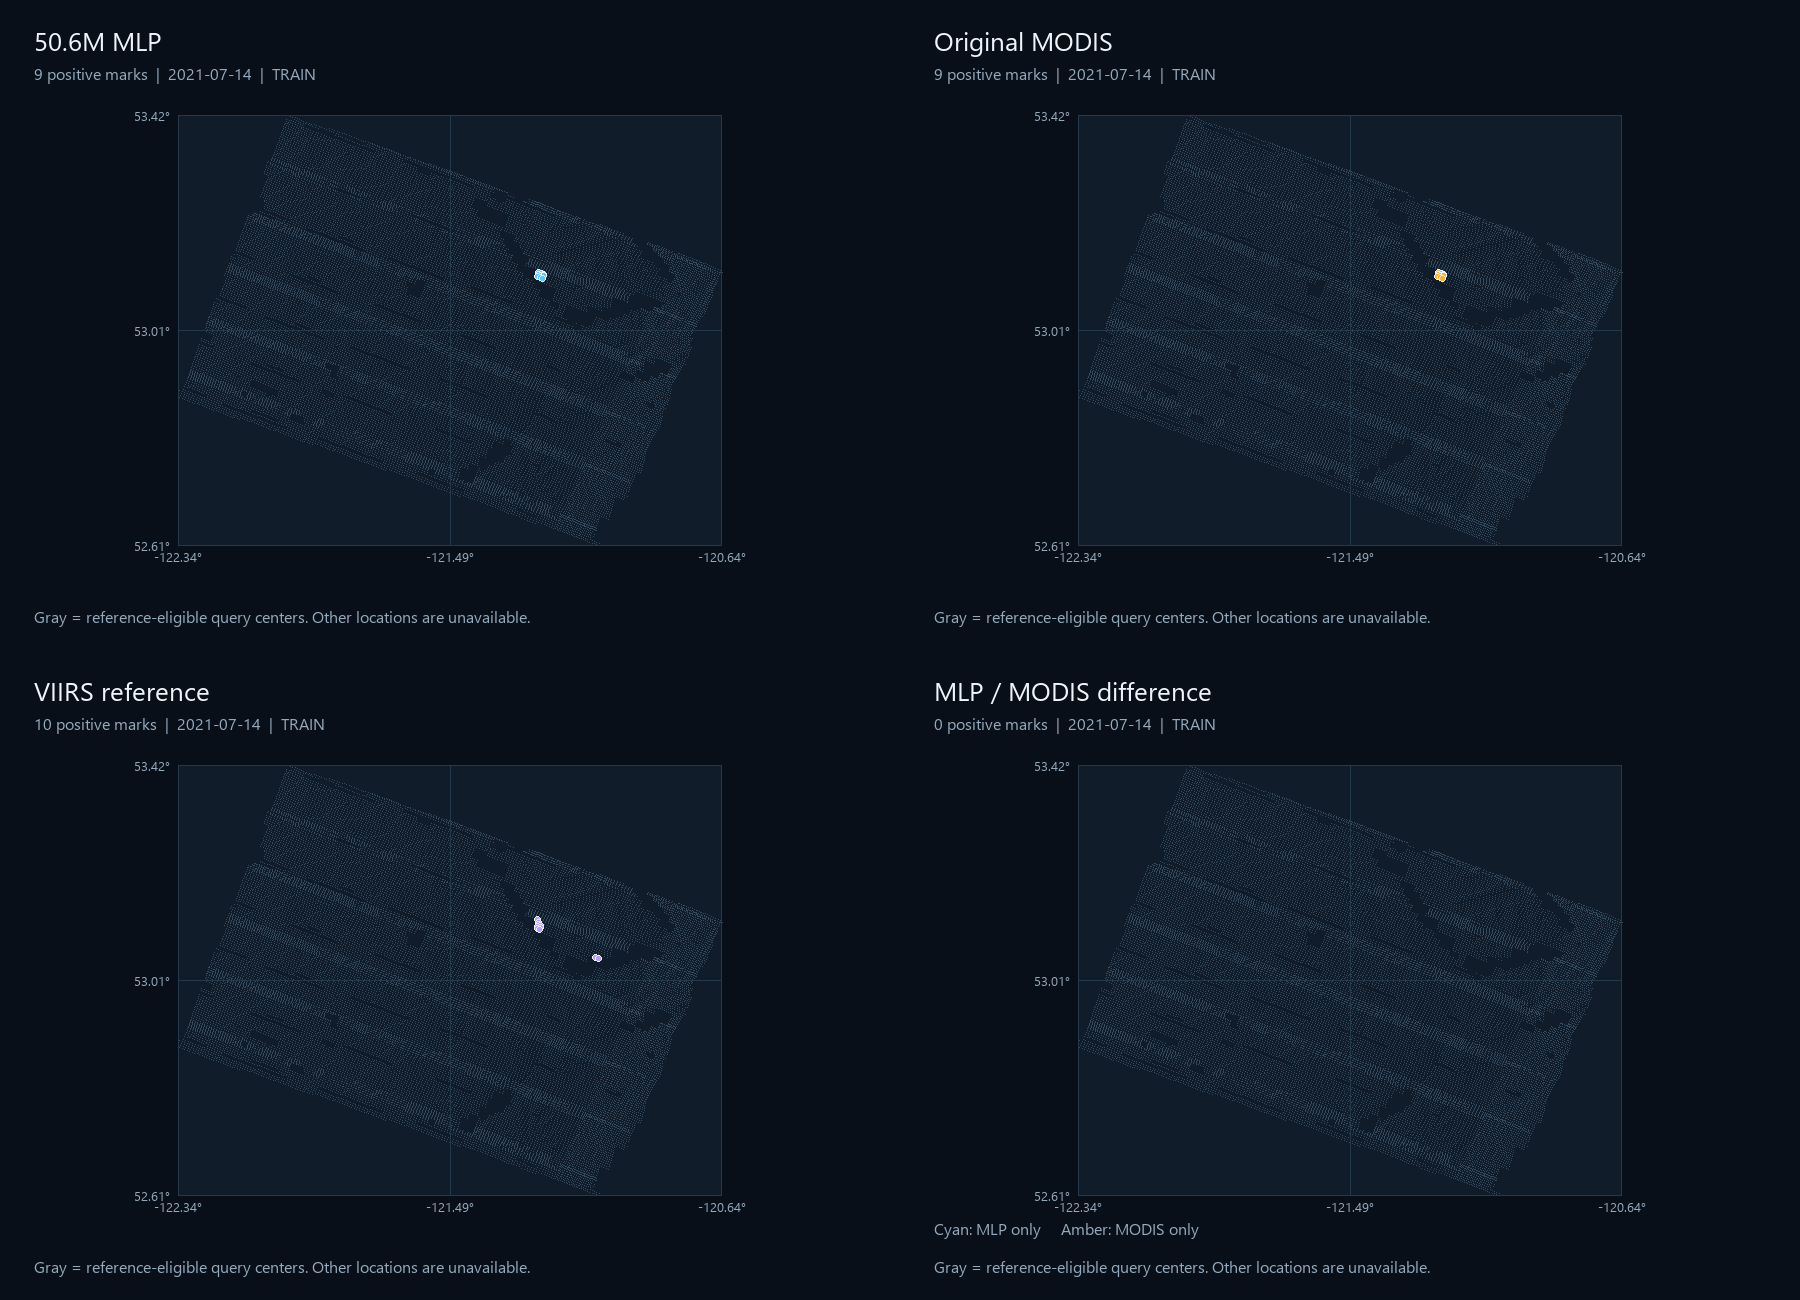 50.6M MLP
9 positive marks | 2021-07-14 | TRAIN
53.42°
53.01°
52.61°
-122.34°
-121.49°
-120.64°
Gray = reference-eligible query centers. Other locations are unavailable.
Original MODIS
9 positive marks | 2021-07-14 | TRAIN
53.42°
53.01°
52.61°
-122.34°
-121.49°
-120.64°
Gray = reference-eligible query centers. Other locations are unavailable.
VIIRS reference
10 positive marks | 2021-07-14 | TRAIN
53.42°
53.01°
52.61°
-122.34°
-121.49°
-120.64°
Gray = reference-eligible query centers. Other locations are unavailable.
MLP / MODIS difference
0 positive marks | 2021-07-14 | TRAIN
53.42°
53.01°
52.61°
-122.34°
-121.49°
-120.64°
Cyan: MLP only Amber: MODIS only
Gray = reference-eligible query centers. Other locations are unavailable.